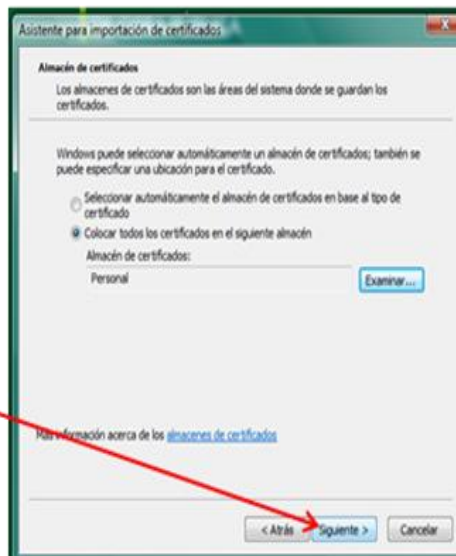 Asistente para importación de certificados
Almacén de certificados
Los almacenes de certificados son las áreas del sistema donde se guardan los
certificados.
Windows puede seleccionar automáticamente un almacén de certificados; también se
puede especificar una ubicación para el certificado.
Seleccionar automáticamente el almacén de certificados en base al tipo de
certificado
Colocar todos los certificados en el siguiente almacén
Almacén de certificados:
Personal
Examinar...
Más información acerca de los almacenes de certificados
< Atrás
Siguiente >
Cancelar